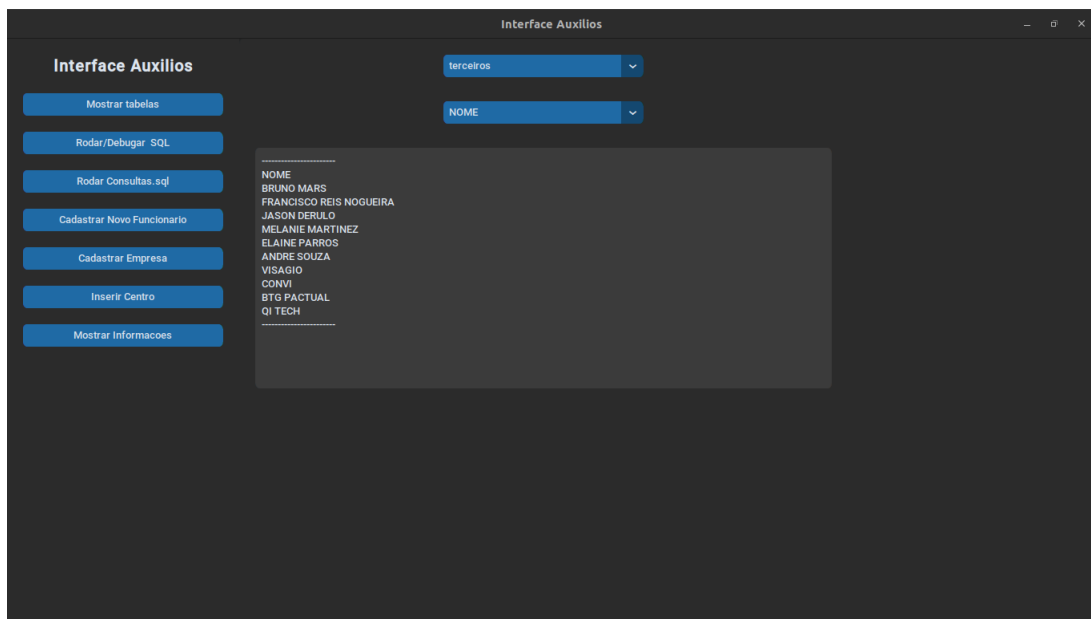 Interface Auxilios
Interface Auxilios
Mostrar tabelas
Rodar/Debugar SQL
Rodar Consultas.sql
Cadastrar Novo Funcionario
Cadastrar Empresa
Inserir Centro
Mostrar Informacoes
terceiros
NOME
-----------------------
NOME
BRUNO MARS
FRANCISCO REIS NOGUEIRA
JASON DERULO
MELANIE MARTINEZ
ELAINE PARROS
ANDRE SOUZA
VISAGIO
CONVI
BTG PACTUAL
QI TECH
-----------------------